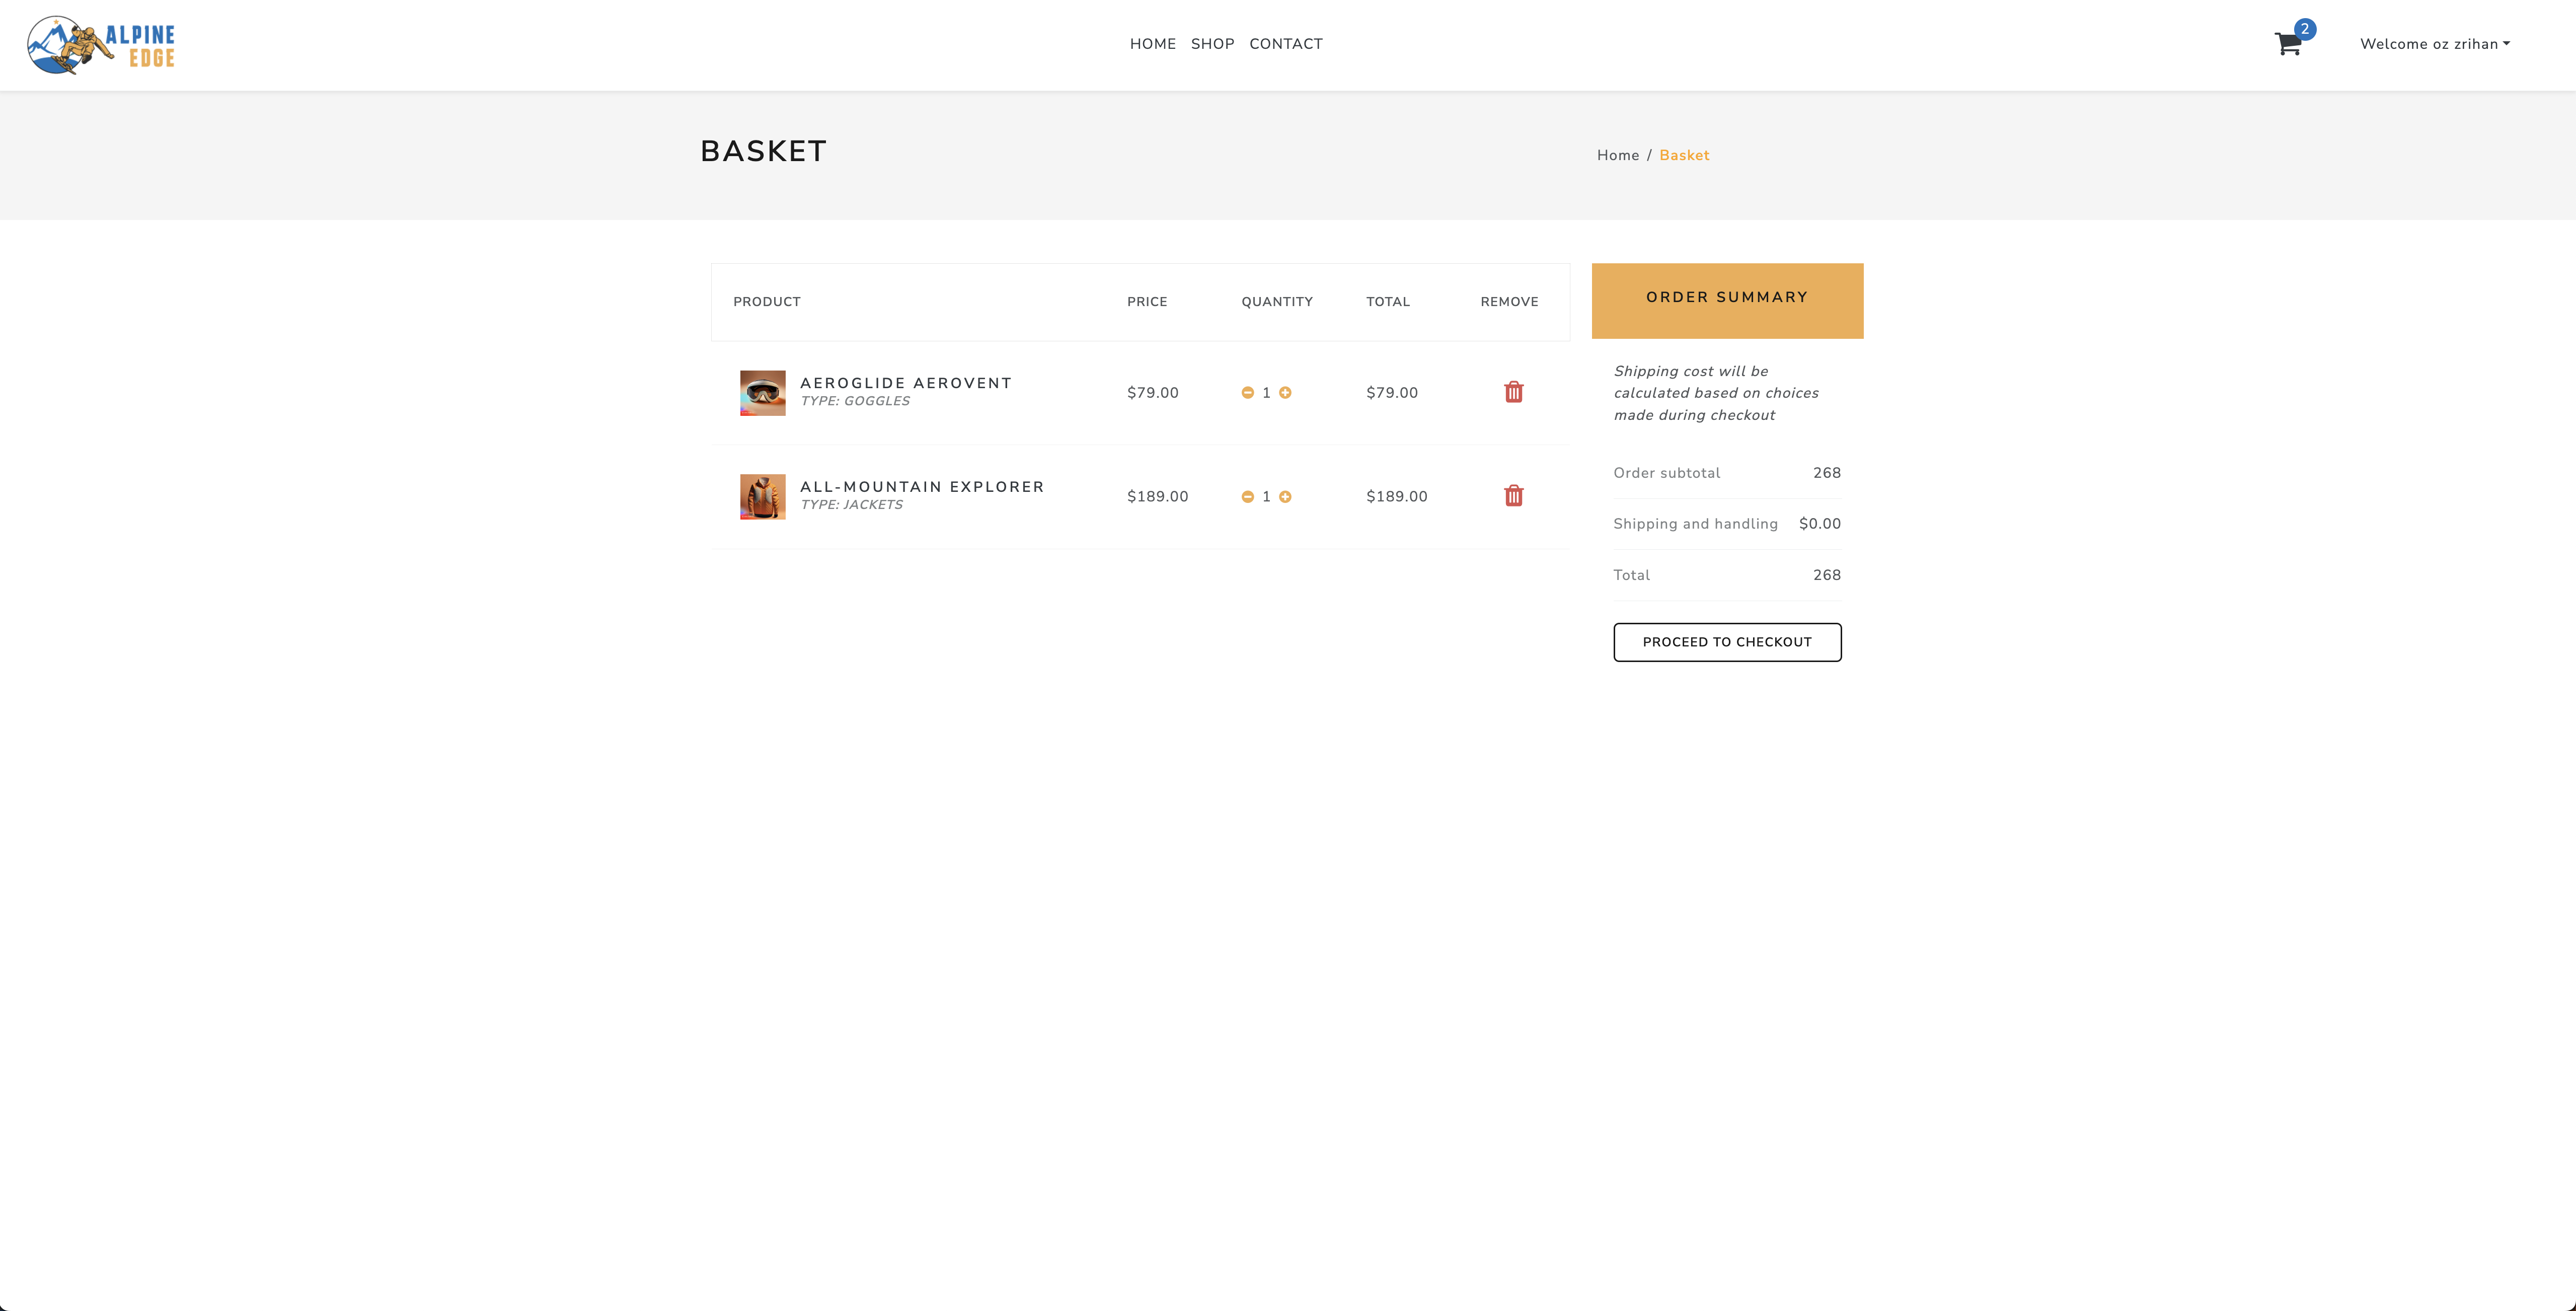 ALPINE
EDGE
HOME SHOP CONTACT
2
Welcome oz zrihan
BASKET
Home / Basket
PRODUCT PRICE QUANTITY TOTAL REMOVE
AEROGLIDE AEROVENT
TYPE: GOGGLES
$79.00 1 $79.00
ALL-MOUNTAIN EXPLORER
TYPE: JACKETS
$189.00 1 $189.00
ORDER SUMMARY
Shipping cost will be
calculated based on choices
made during checkout
Order subtotal 268
Shipping and handling $0.00
Total 268
PROCEED TO CHECKOUT